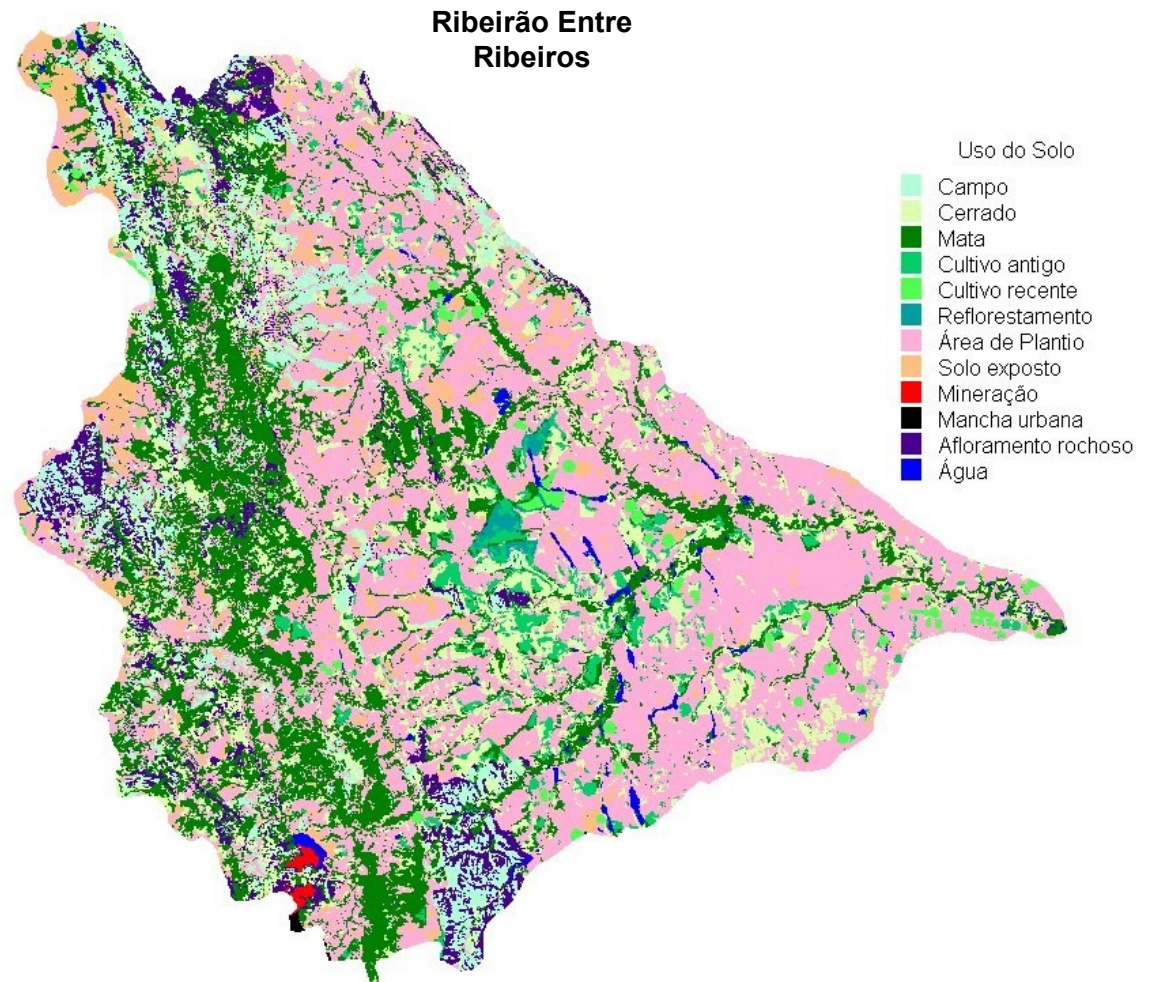 Ribeirão Entre
Ribeiros
Uso do Solo
Campo
Cerrado
Mata
Cultivo antigo
Cultivo recente
Reflorestamento
Área de Plantio
Solo exposto
Mineração
Mancha urbana
Afloramento rochoso
Água